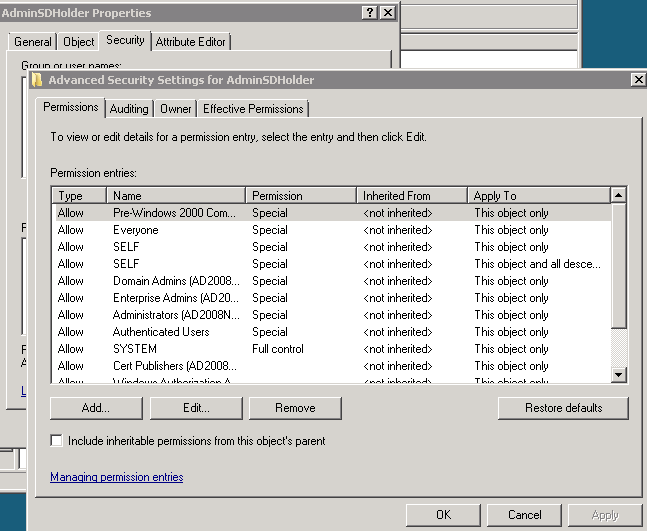 AdminSDHolder Properties
General Object Security Attribute Editor
Group or user names:
Advanced Security Settings for AdminSDHolder
Permissions Auditing Owner Effective Permissions
To view or edit details for a permission entry, select the entry and then click Edit.
Permission entries:
Type Name Permission Inherited From Apply To
Allow Pre-Windows 2000 Com... Special <not inherited> This object only
Allow Everyone Special <not inherited> This object only
Allow SELF Special <not inherited> This object only
Allow SELF Special <not inherited> This object and all desce...
Allow Domain Admins (AD2008... Special <not inherited> This object only
Allow Enterprise Admins (AD20... Special <not inherited> This object only
Allow Administrators (AD2008N... Special <not inherited> This object only
Allow Authenticated Users Special <not inherited> This object only
Allow SYSTEM Full control <not inherited> This object only
Allow Cert Publishers (AD2008... Special <not inherited> This object only
Allow Windows Authorization A... Special <not inherited> This object only
Add... Edit... Remove Restore defaults
Include inheritable permissions from this object's parent
Managing permission entries
OK Cancel Apply